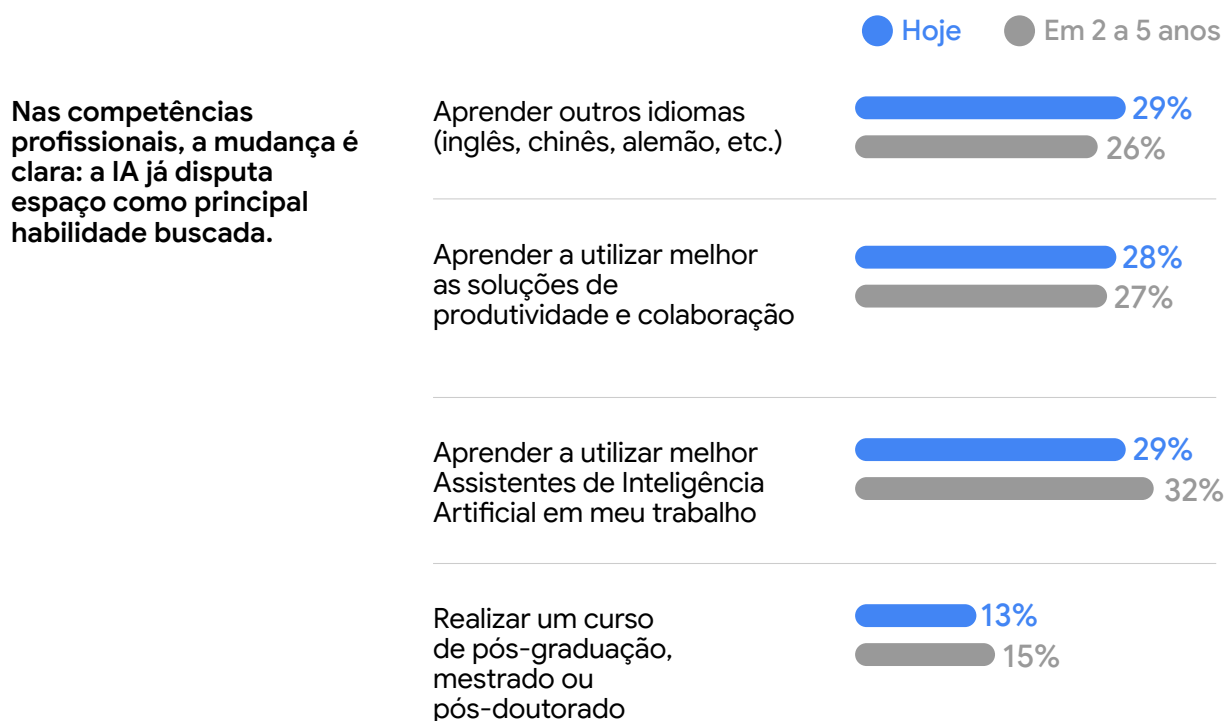 Hoje
Em 2 a 5 anos
Nas competências
profissionais, a mudança é
clara: a IA já disputa
espaço como principal
habilidade buscada.
Aprender outros idiomas
(inglês, chinês, alemão, etc.)
29%
26%
Aprender a utilizar melhor
as soluções de
produtividade e colaboração
28%
27%
Aprender a utilizar melhor
Assistentes de Inteligência
Artificial em meu trabalho
29%
32%
Realizar um curso
de pós-graduação,
mestrado ou
pós-doutorado
13%
15%